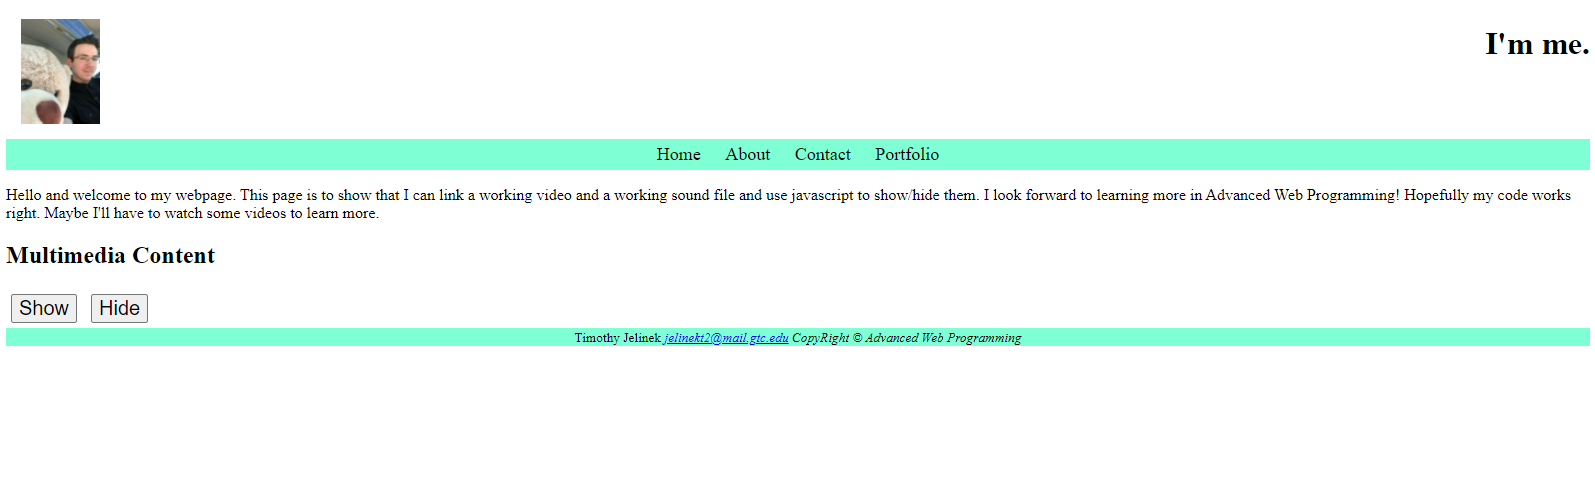 I'm me.
Home About Contact Portfolio
Hello and welcome to my webpage. This page is to show that I can link a working video and a working sound file and use javascript to show/hide them. I look forward to learning more in Advanced Web Programming! Hopefully my code works
right. Maybe I'll have to watch some videos to learn more.
Multimedia Content
Show Hide
Timothy Jelinek jelinekt2@mail.gtc.edu CopyRight © Advanced Web Programming